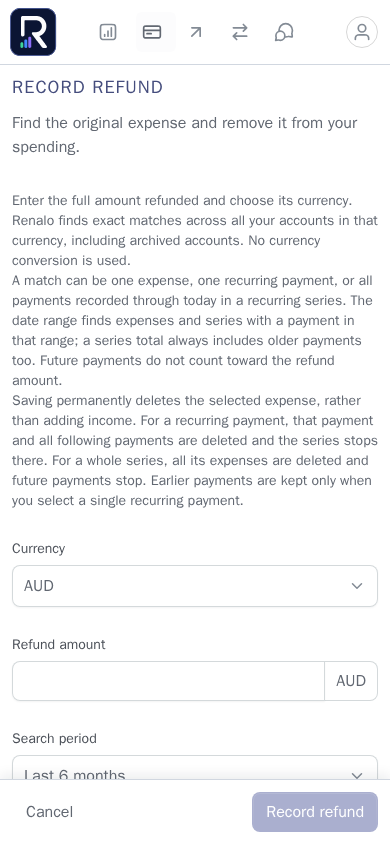 RECORD REFUND
Find the original expense and remove it from your
spending.
Enter the full amount refunded and choose its currency.
Renalo finds exact matches across all your accounts in that
currency, including archived accounts. No currency
conversion is used.
A match can be one expense, one recurring payment, or all
payments recorded through today in a recurring series. The
date range finds expenses and series with a payment in
that range; a series total always includes older payments
too. Future payments do not count toward the refund
amount.
Saving permanently deletes the selected expense, rather
than adding income. For a recurring payment, that payment
and all following payments are deleted and the series stops
there. For a whole series, all its expenses are deleted and
future payments stop. Earlier payments are kept only when
you select a single recurring payment.
Currency
AUD
Refund amount
AUD
Search period
Last 6 months
Cancel
Record refund